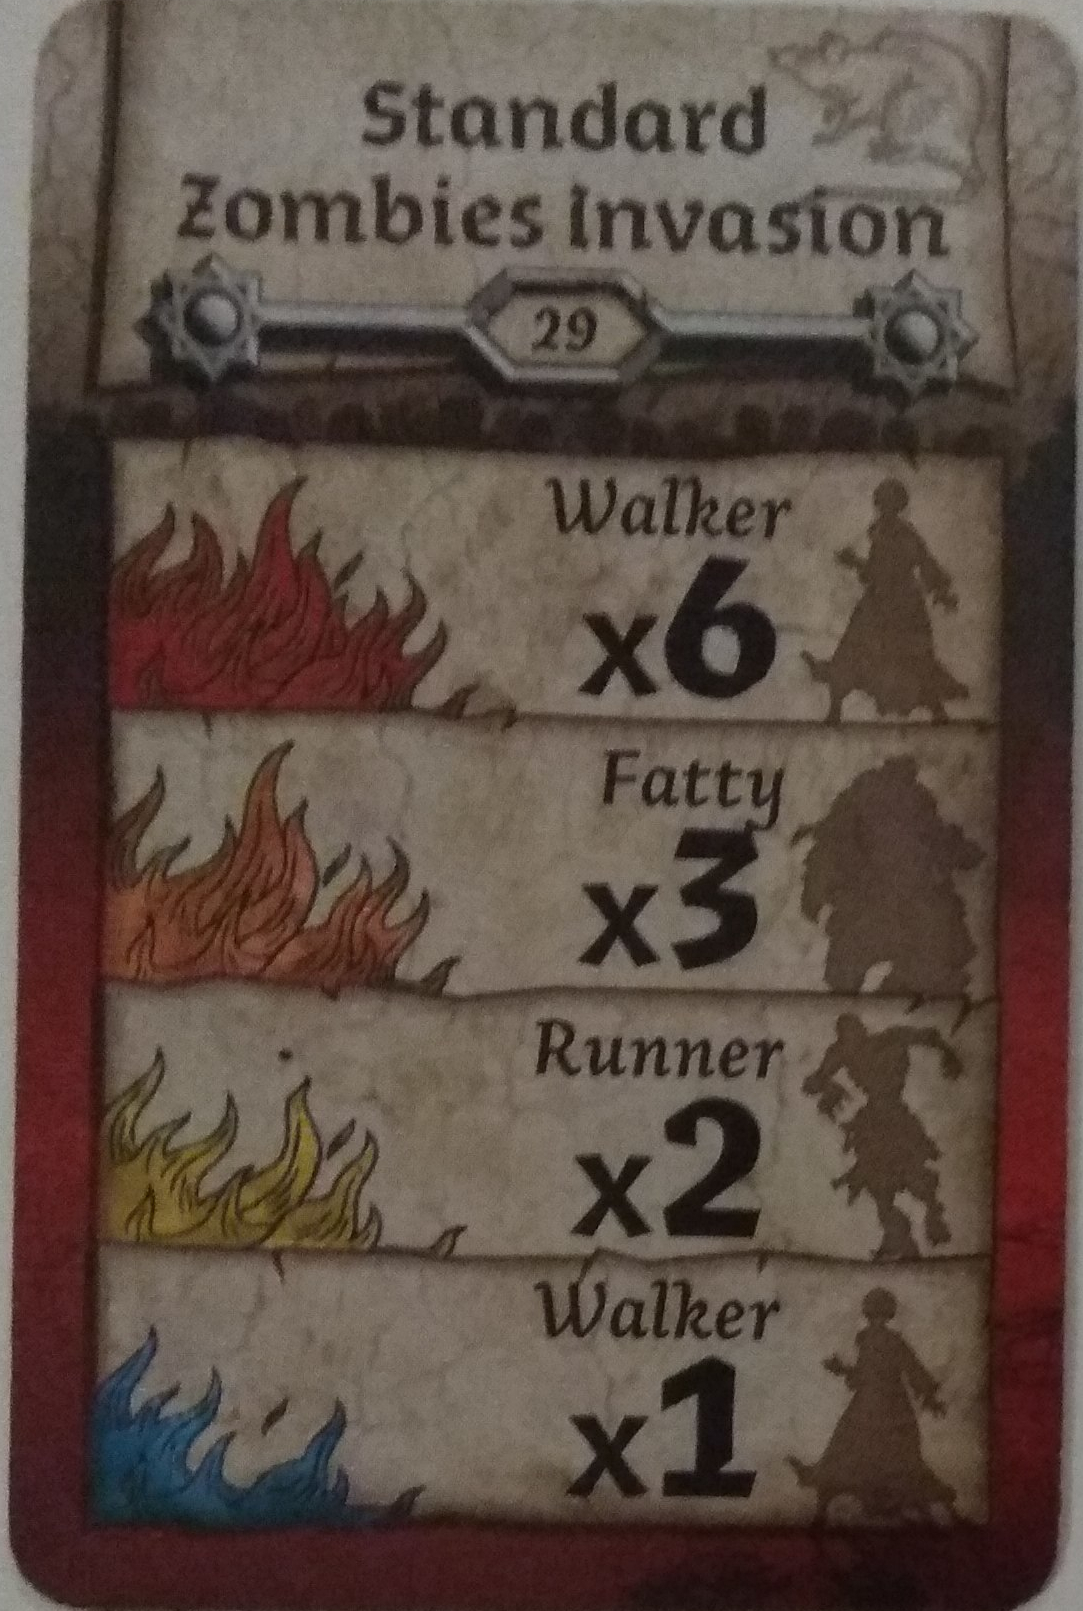 Standard
Zombies Invasion
29
Walker
x6
Fatty
x3
Runner
x2
Walker
x1